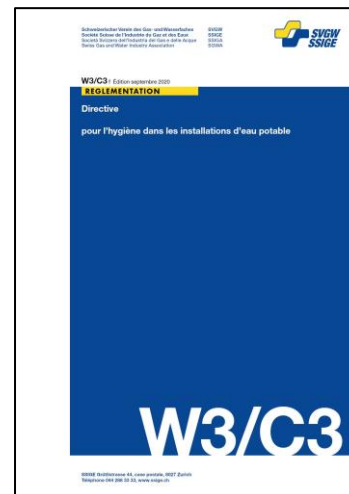 Schweizerischer Verein des Gas- und Wasserfaches SVGW
Société Suisse de l'Industrie du Gaz et des Eaux SSIGE
Società Svizzera dell'Industria del Gas e delle Acque SSIGA
Swiss Gas and Water Industry Association SGWA
SVGW
SSIGE
W3/C3 f Édition septembre 2020
REGLEMENTATION
Directive
pour l'hygiène dans les installations d'eau potable
W3/C3
SSIGE Grütlistrasse 44, case postale, 8027 Zurich
Téléphone 044 288 33 33, www.ssige.ch